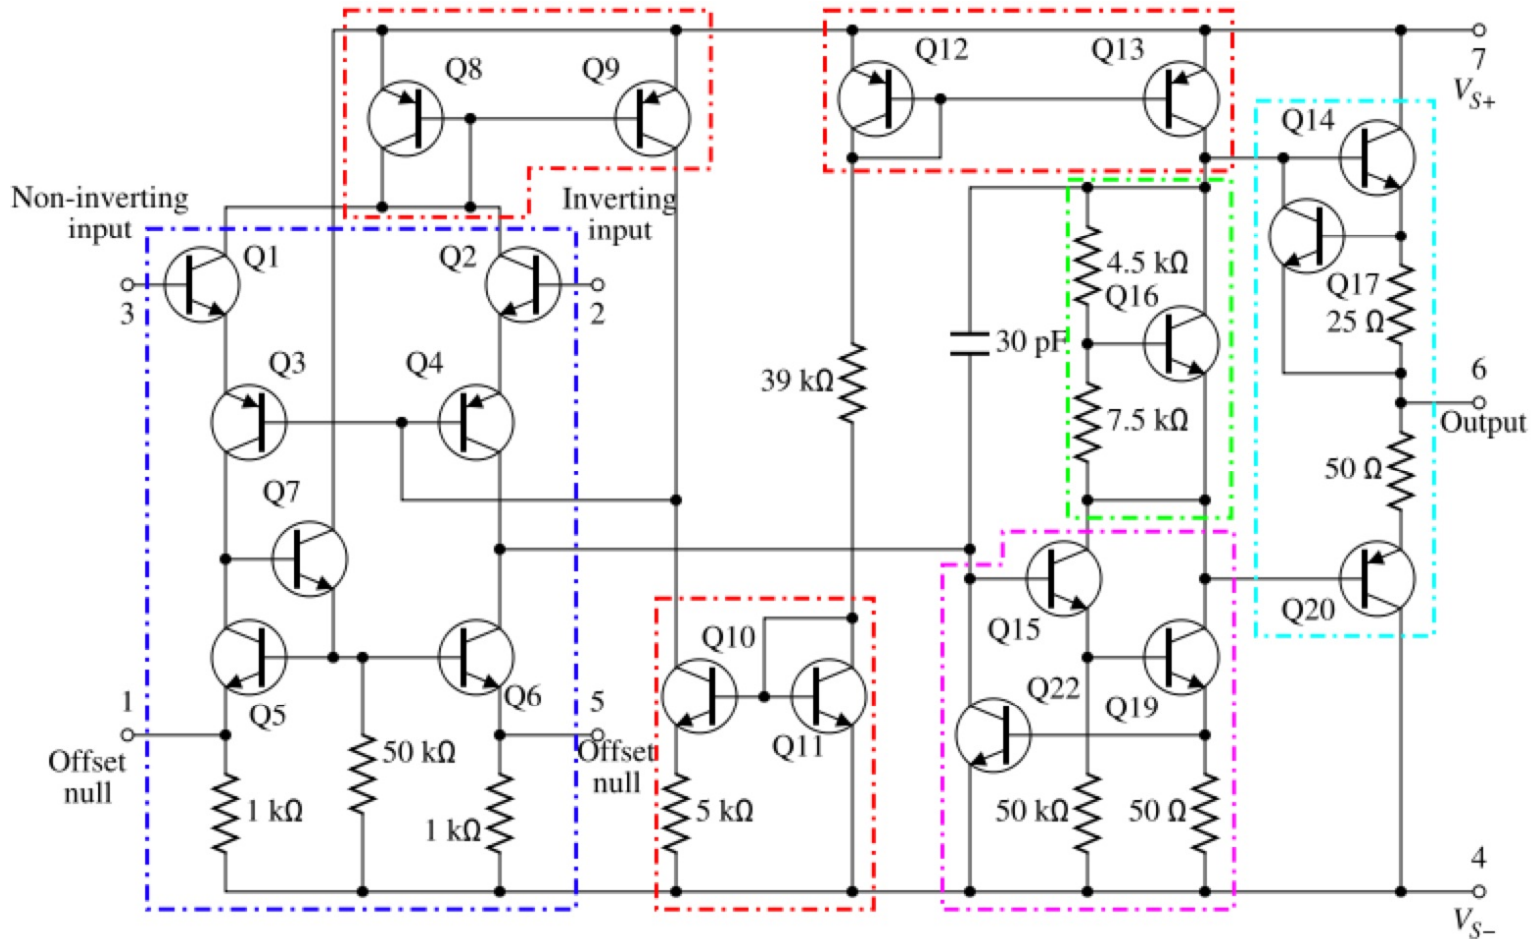 Q8
Q9
Q12
Q13
7
V_S+
Q14
Non-inverting
input
Inverting
input
Q1
Q2
3
2
4.5 kΩ
Q16
Q17
25 Ω
30 pF
Q3
Q4
39 kΩ
6
Output
7.5 kΩ
50 Ω
Q7
Q10
Q15
Q20
Q5
Q6
Q22
Q19
1
5
Offset
null
Offset
null
50 kΩ
Q11
1 kΩ
1 kΩ
5 kΩ
50 kΩ
50 Ω
4
V_S−